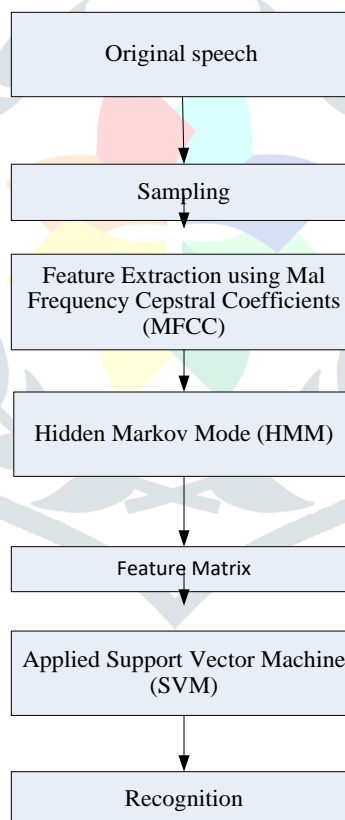 Original speech
Sampling
Feature Extraction using Mal
Frequency Cepstral Coefficients
(MFCC)
Hidden Markov Mode (HMM)
Feature Matrix
Applied Support Vector Machine
(SVM)
Recognition